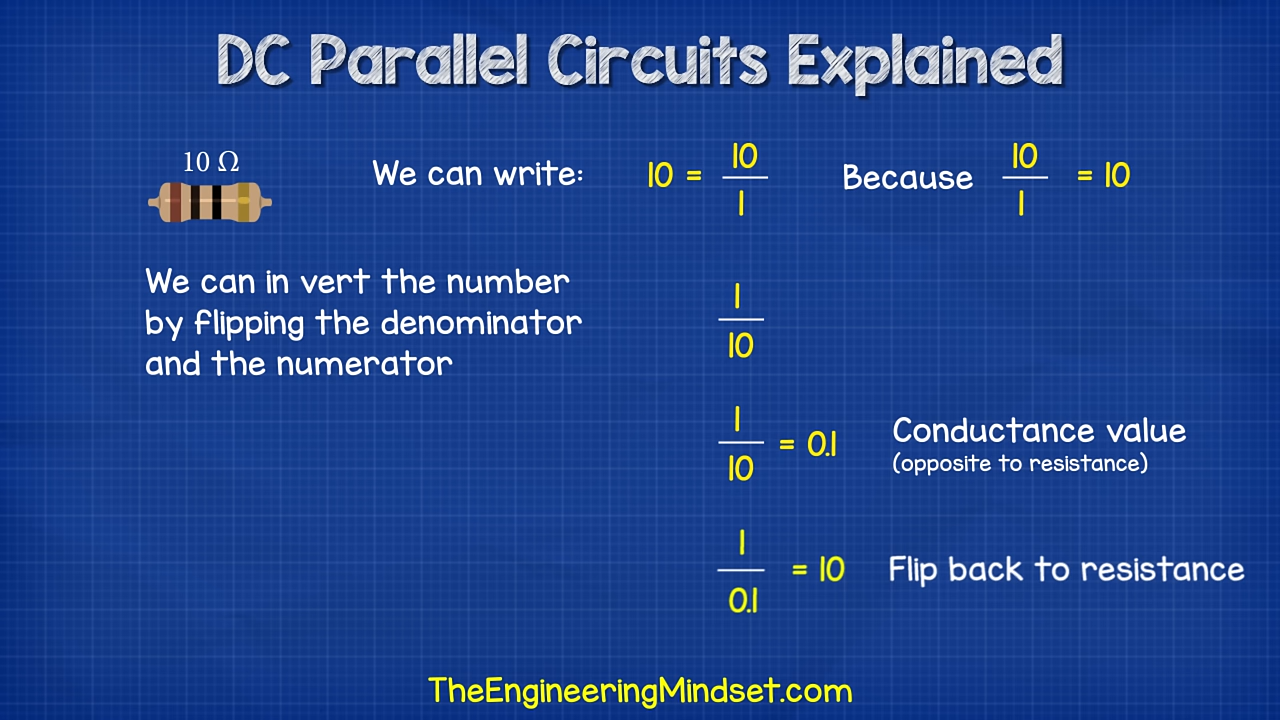 DC Parallel Circuits Explained
10 Ω
We can write: 10 = 10/1 Because 10/1 = 10
We can in vert the number
by flipping the denominator
and the numerator
1/10
1/10 = 0.1 Conductance value
(opposite to resistance)
1/0.1 = 10 Flip back to resistance
TheEngineeringMindset.com